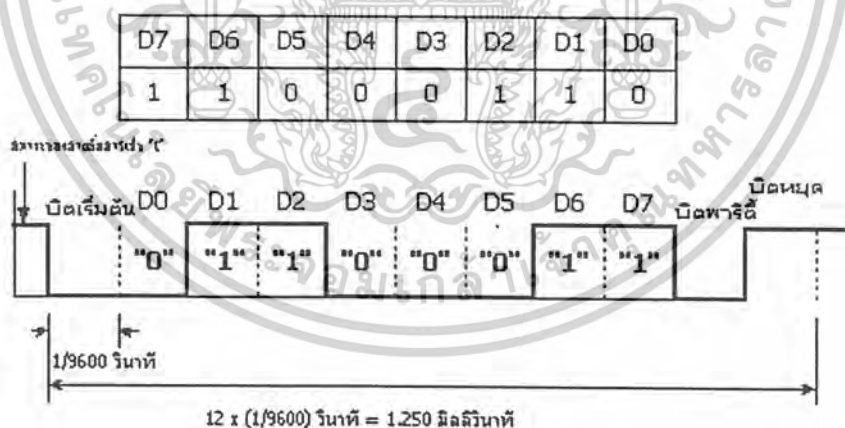 D7 D6 D5 D4 D3 D2 D1 D0
1 1 0 0 0 1 1 0
บิตเริ่มต้น D0 D1 D2 D3 D4 D5 D6 D7 บิตพาริตี้ บิตหยุด
"0" "1" "1" "0" "0" "0" "1" "1"
1/9600 วินาที
12 x (1/9600) วินาที = 1.250 มิลลิวินาที